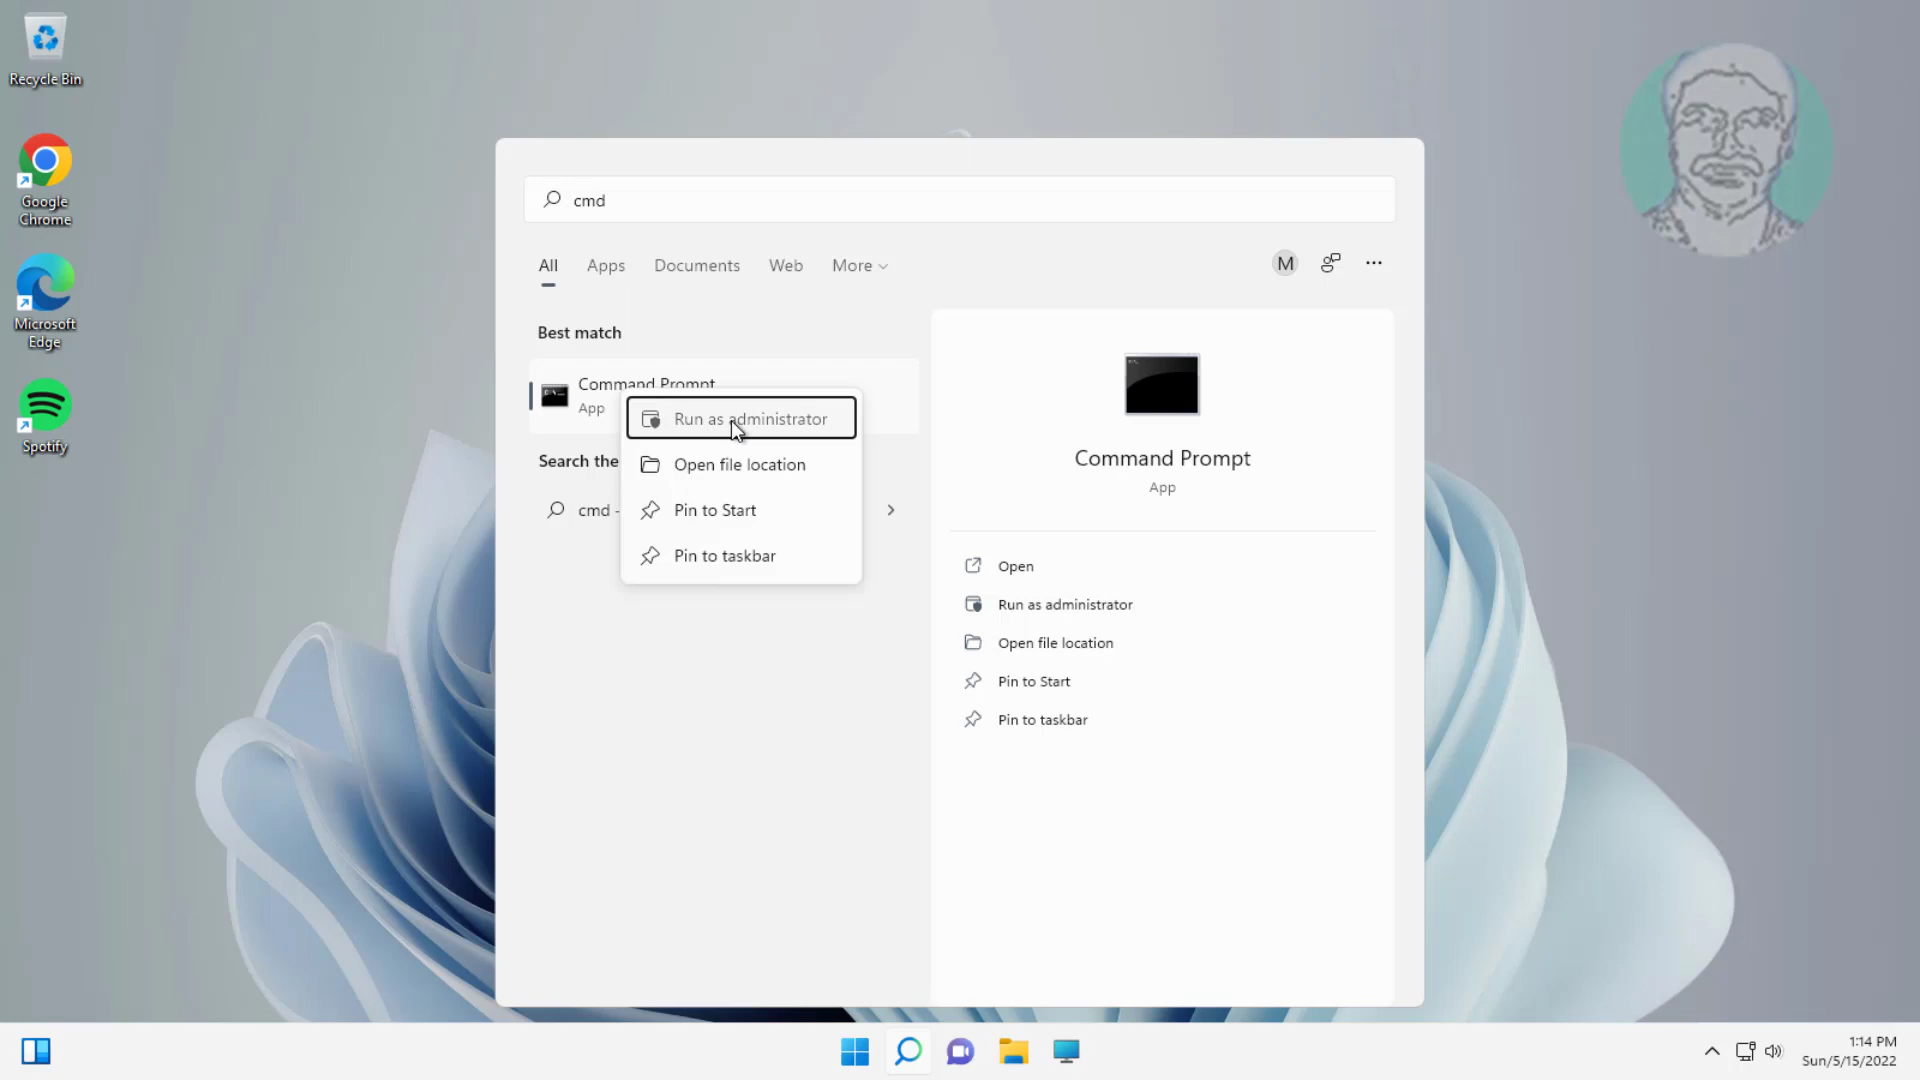 Recycle Bin
Google
Chrome
Microsoft
Edge
Spotify
cmd
All
Apps
Documents
Web
More
M
Best match
Command Prompt
App
Search the
cmd -
Run as administrator
Open file location
Pin to Start
Pin to taskbar
Command Prompt
App
Open
Run as administrator
Open file location
Pin to Start
Pin to taskbar
1:14 PM
Sun/5/15/2022